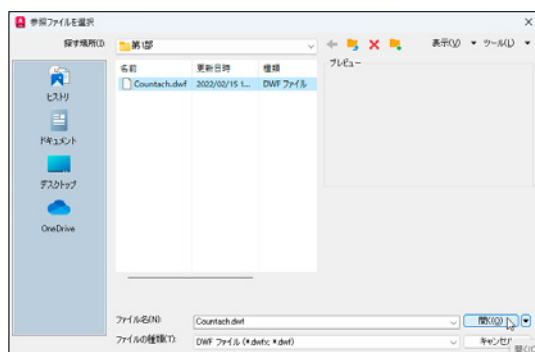 参照ファイルを選択
探す場所(I)
第1部
表示(V)
ツール(L)
名前
更新日時
種類
プレビュー
Countach.dwf
2022/02/15 1...
DWF ファイル
ヒストリ
ドキュメント
デスクトップ
OneDrive
ファイル名(N):
Countach.dwf
開く(O)
ファイルの種類(T):
DWF ファイル (*.dwfx; *.dwf)
キャンセル